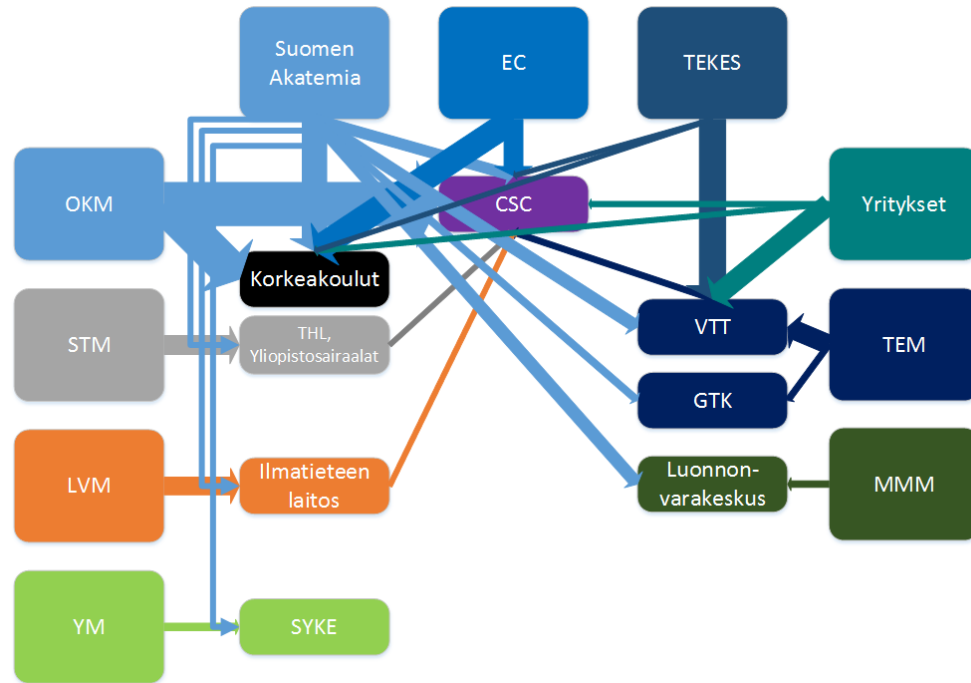 Suomen
Akatemia
EC
TEKES
OKM
CSC
Yritykset
Korkeakoulut
STM
THL,
Yliopistosairaalat
VTT
TEM
GTK
LVM
Ilmatieteen
laitos
Luonnon-
varakeskus
MMM
YM
SYKE